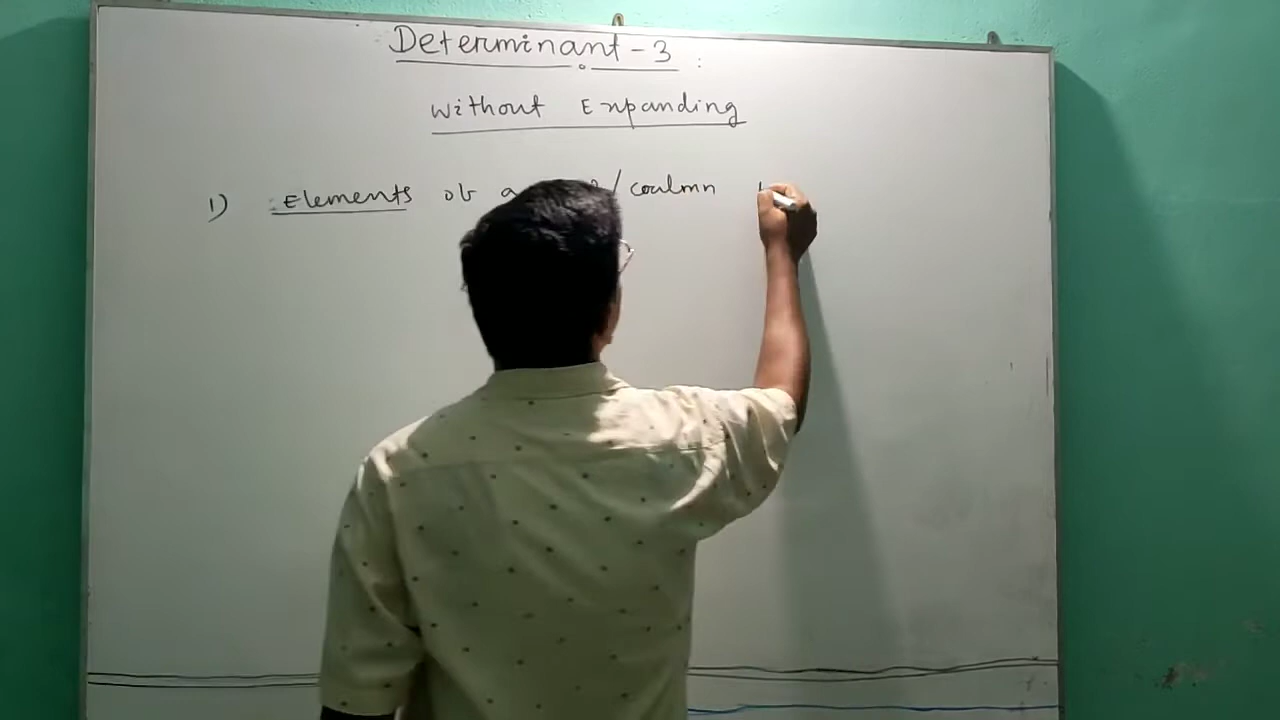 Determinant - 3 :
Without Expanding
1) Elements of a /coulmn